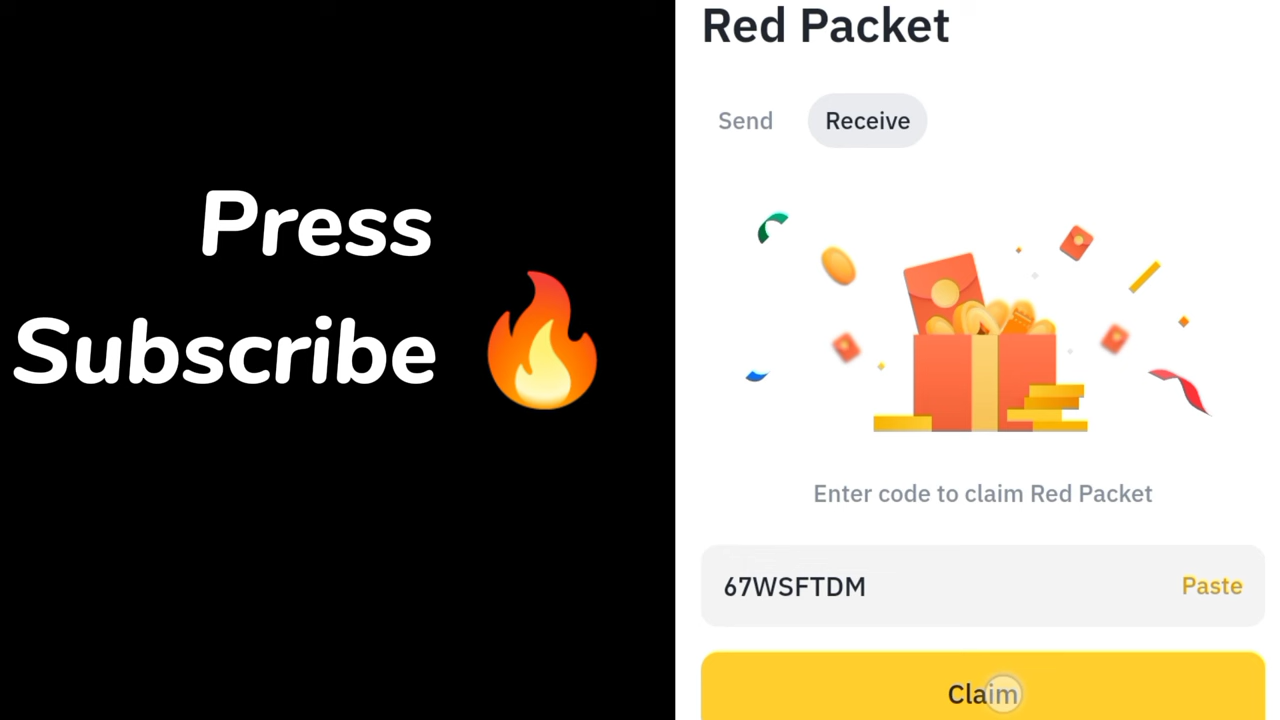 Press
Subscribe
Red Packet
Send
Receive
Enter code to claim Red Packet
67WSFTDM
Paste
Claim